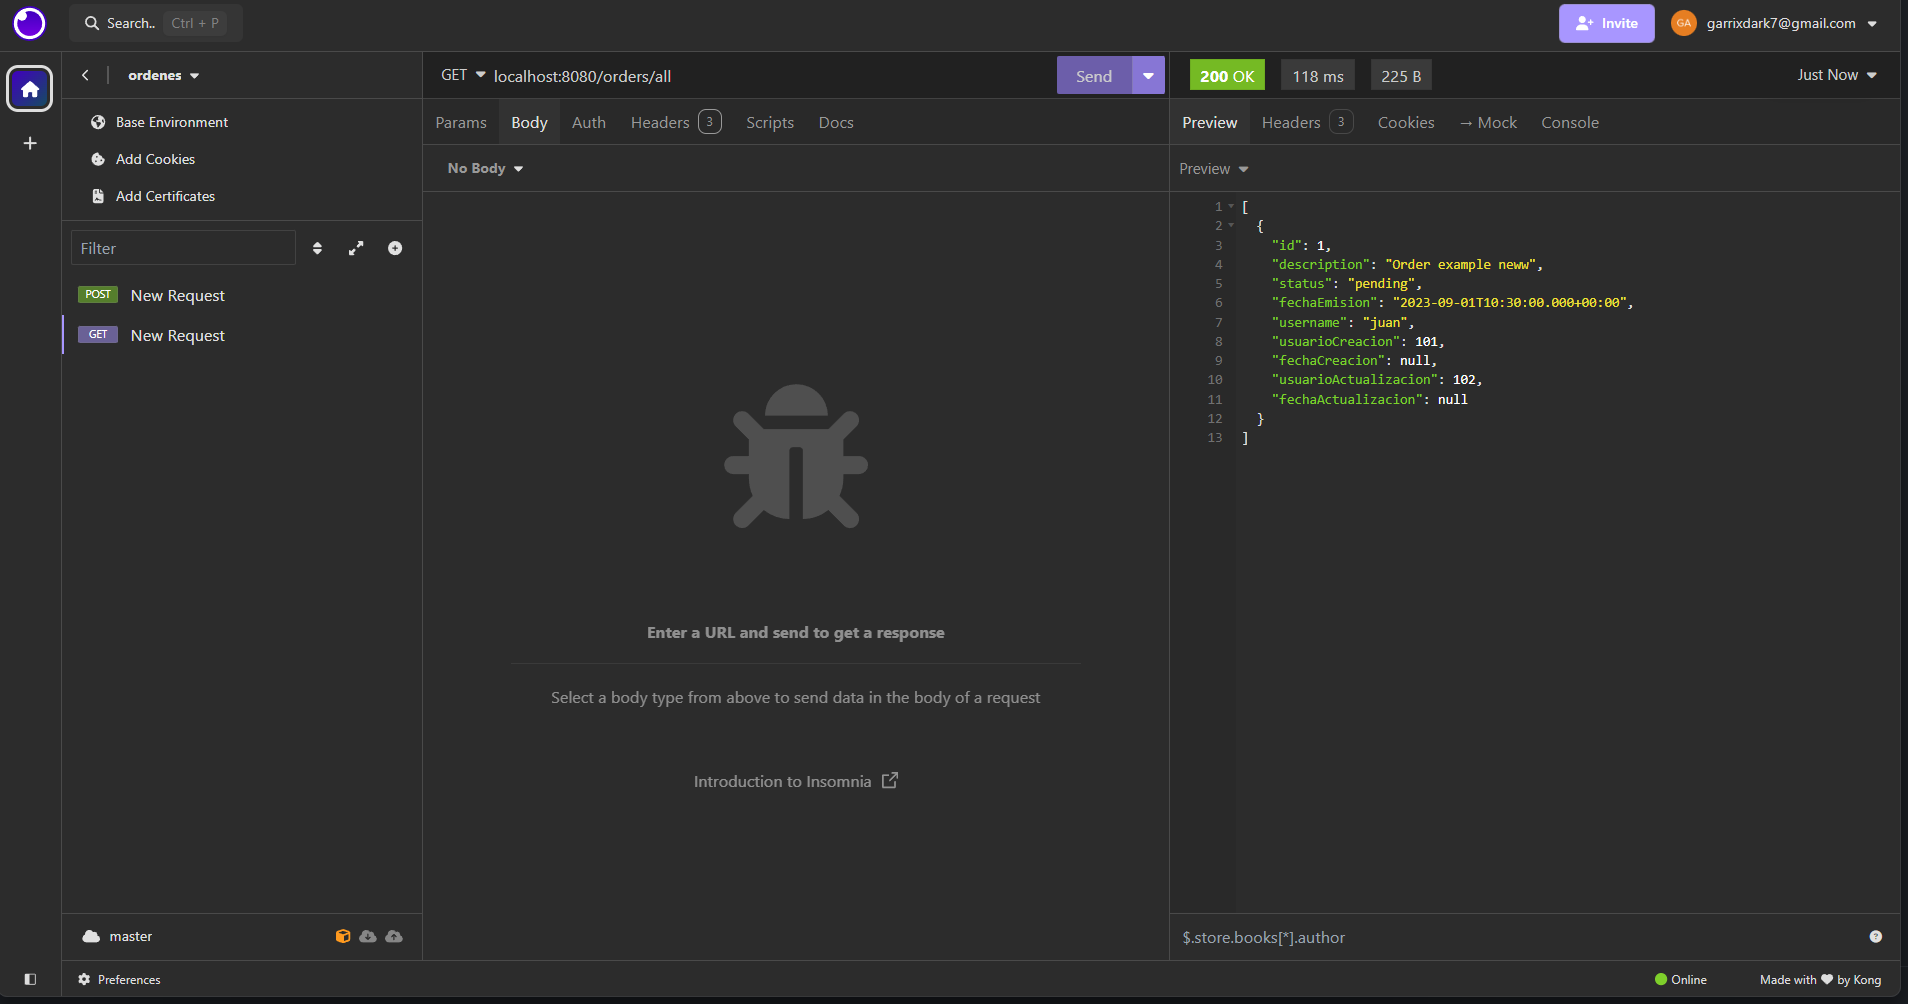 Search.. Ctrl + P
Invite
GA garrixdark7@gmail.com
ordenes
Base Environment
Add Cookies
Add Certificates
Filter
POST New Request
GET New Request
master
Preferences
GET localhost:8080/orders/all
Send
Params Body Auth Headers 3 Scripts Docs
No Body
Enter a URL and send to get a response
Select a body type from above to send data in the body of a request
Introduction to Insomnia
200 OK 118 ms 225 B Just Now
Preview Headers 3 Cookies → Mock Console
Preview
1 [
2 {
3 "id": 1,
4 "description": "Order example neww",
5 "status": "pending",
6 "fechaEmision": "2023-09-01T10:30:00.000+00:00",
7 "username": "juan",
8 "usuarioCreacion": 101,
9 "fechaCreacion": null,
10 "usuarioActualizacion": 102,
11 "fechaActualizacion": null
12 }
13 ]
$.store.books[*].author
Online
Made with ♥ by Kong